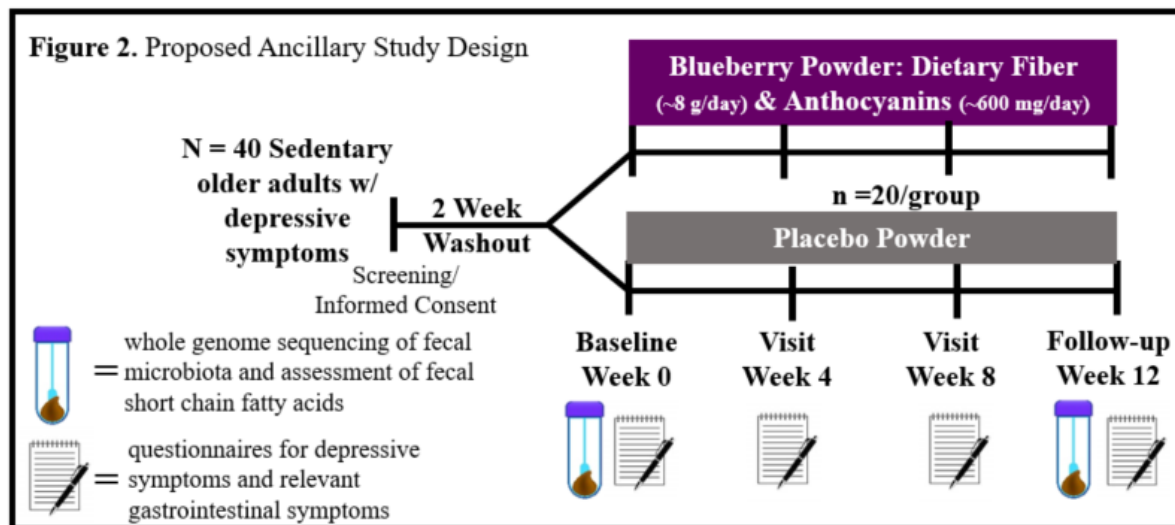 Figure 2. Proposed Ancillary Study Design
Blueberry Powder: Dietary Fiber
(~8 g/day) & Anthocyanins (~600 mg/day)
N = 40 Sedentary
older adults w/
depressive
symptoms
2 Week
Washout
Screening/
Informed Consent
n =20/group
Placebo Powder
Baseline
Week 0
Visit
Week 4
Visit
Week 8
Follow-up
Week 12
= whole genome sequencing of fecal
microbiota and assessment of fecal
short chain fatty acids
= questionnaires for depressive
symptoms and relevant
gastrointestinal symptoms